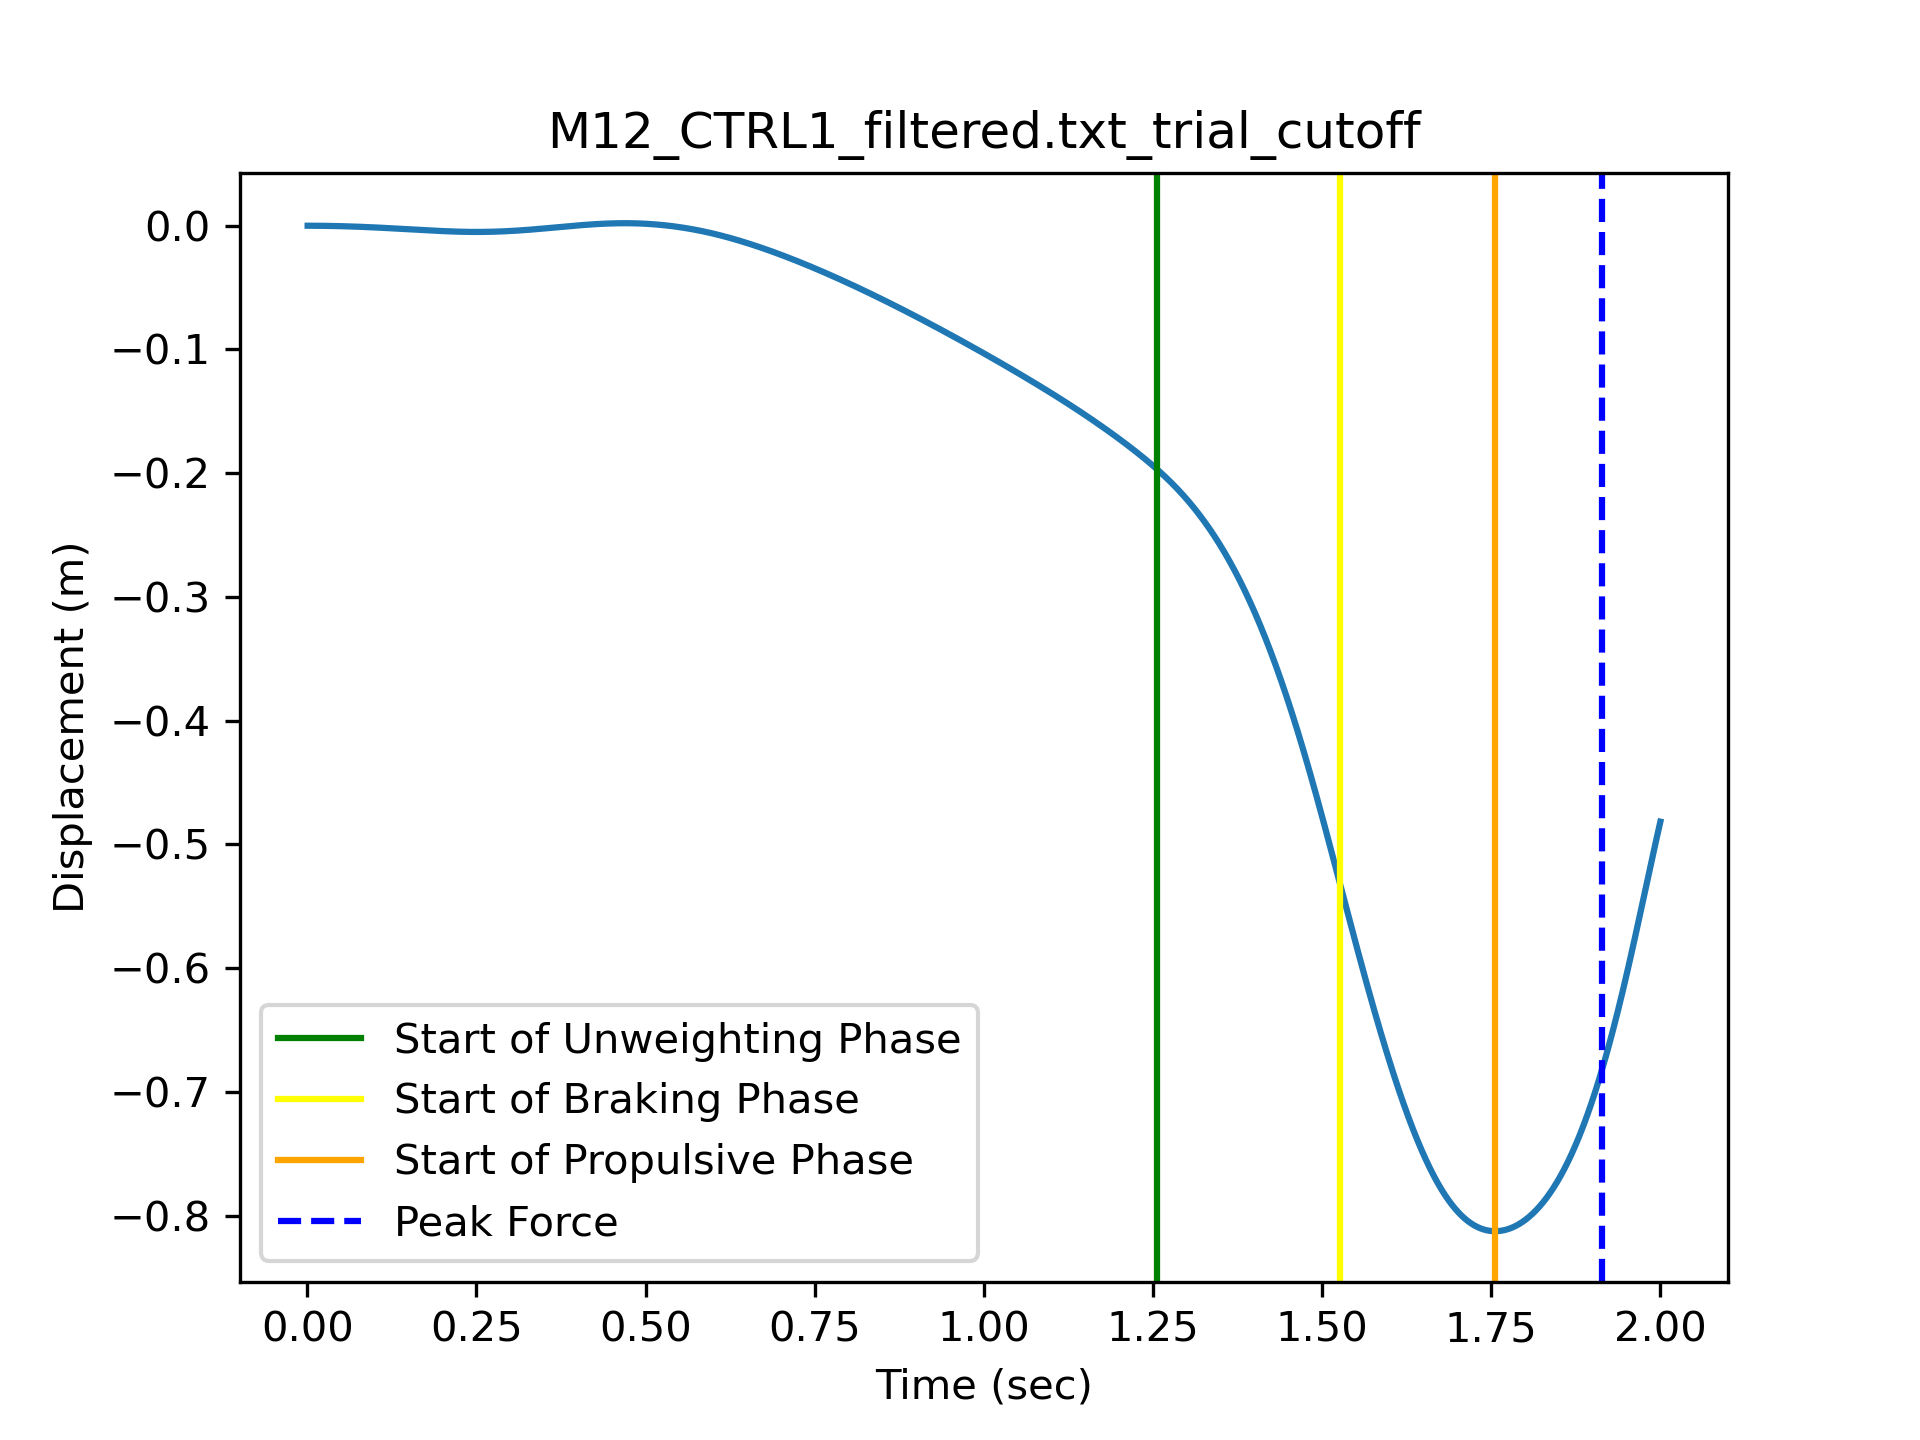 M12_CTRL1_filtered.txt_trial_cutoff
0.0
−0.1
−0.2
−0.3
−0.4
−0.5
−0.6
−0.7
−0.8
Displacement (m)
Start of Unweighting Phase
Start of Braking Phase
Start of Propulsive Phase
Peak Force
0.00 0.25 0.50 0.75 1.00 1.25 1.50 1.75 2.00
Time (sec)